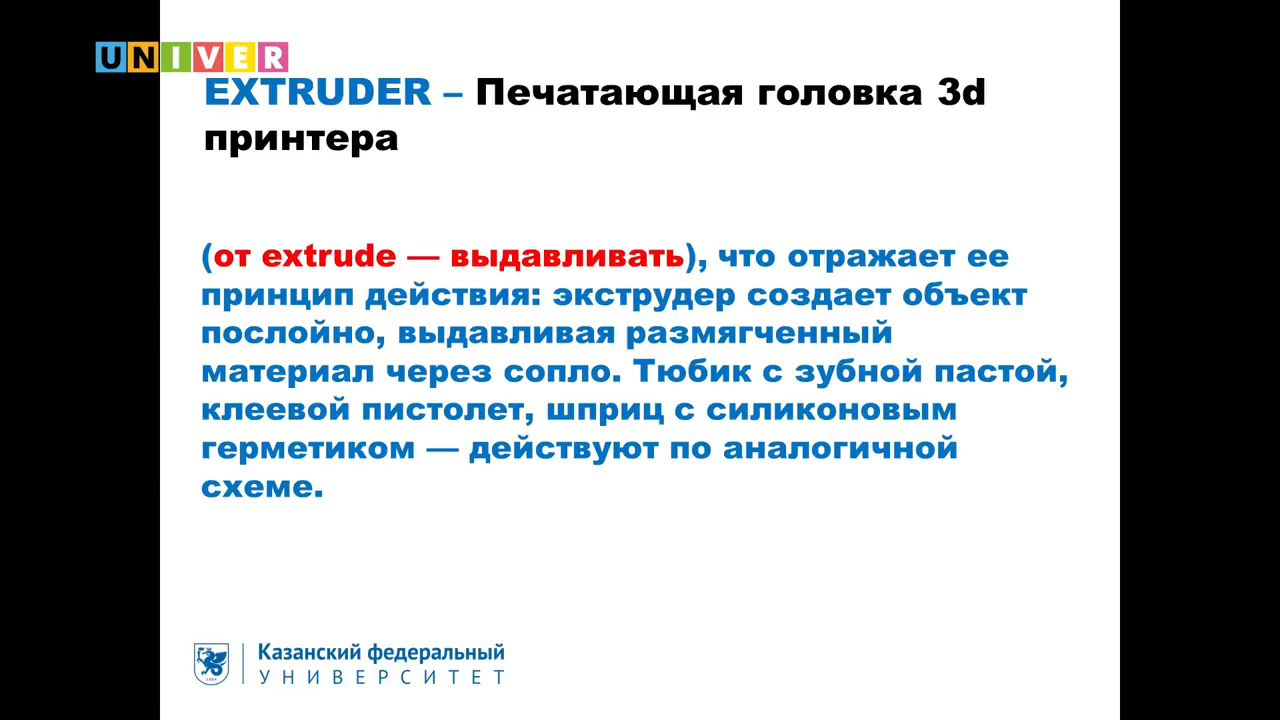 UNIVER
EXTRUDER – Печатающая головка 3d
принтера
(от extrude — выдавливать), что отражает ее
принцип действия: экструдер создает объект
послойно, выдавливая размягченный
материал через сопло. Тюбик с зубной пастой,
клеевой пистолет, шприц с силиконовым
герметиком — действуют по аналогичной
схеме.
Казанский федеральный
УНИВЕРСИТЕТ